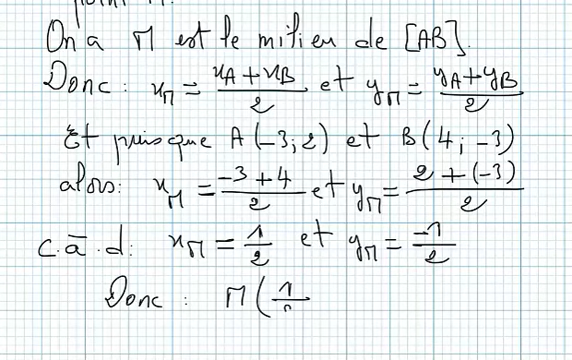 point M.
On a M est le milieu de [AB].
Donc : x_M = (x_A + x_B)/2 et y_M = (y_A + y_B)/2
Et puisque A(-3; 2) et B(4; -3)
alors: x_M = (-3 + 4)/2 et y_M = (2 + (-3))/2
c.à.d: x_M = 1/2 et y_M = -1/2
Donc : M(1/